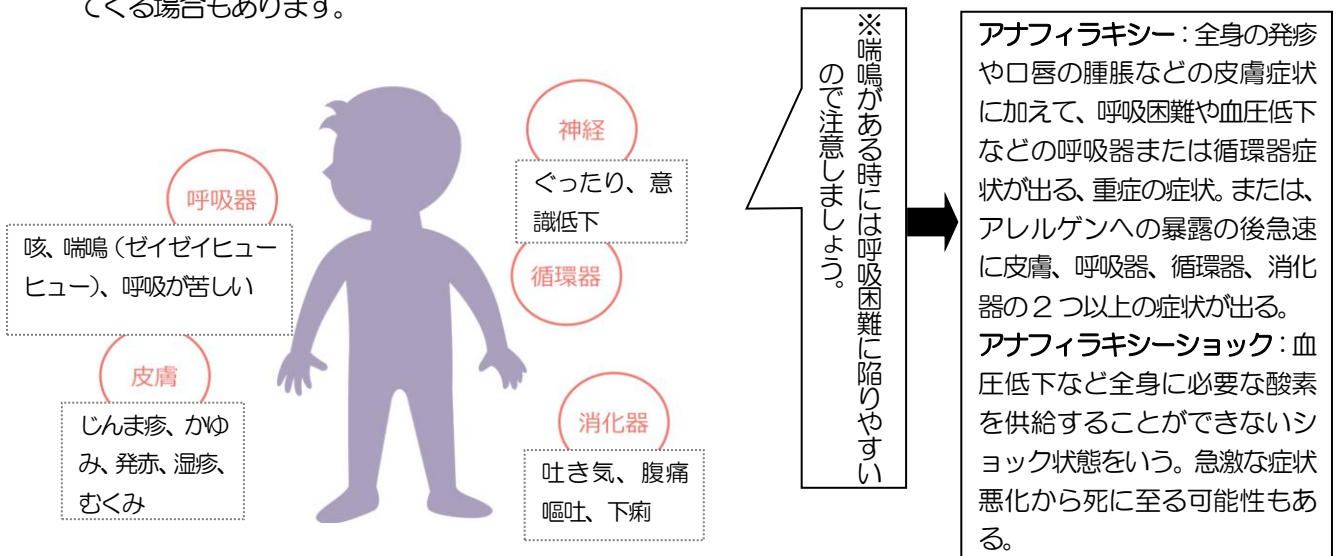 てくる場合もあります。
呼吸器
咳、喘鳴（ゼイゼイヒュー
ヒュー）、呼吸が苦しい
皮膚
じんま疹、かゆ
み、発赤、湿疹、
むくみ
神経
ぐったり、意
識低下
循環器
消化器
吐き気、腹痛
嘔吐、下痢
※喘鳴がある時には呼吸困難に陥りやすい
ので注意しましょう。
アナフィラキシー：全身の発疹
や口唇の腫脹などの皮膚症状
に加えて、呼吸困難や血圧低下
などの呼吸器または循環器症
状が出る、重症の症状。または、
アレルゲンへの暴露の後急速
に皮膚、呼吸器、循環器、消化
器の２つ以上の症状が出る。
アナフィラキシーショック：血
圧低下など全身に必要な酸素
を供給することができないシ
ョック状態をいう。急激な症状
悪化から死に至る可能性もあ
る。